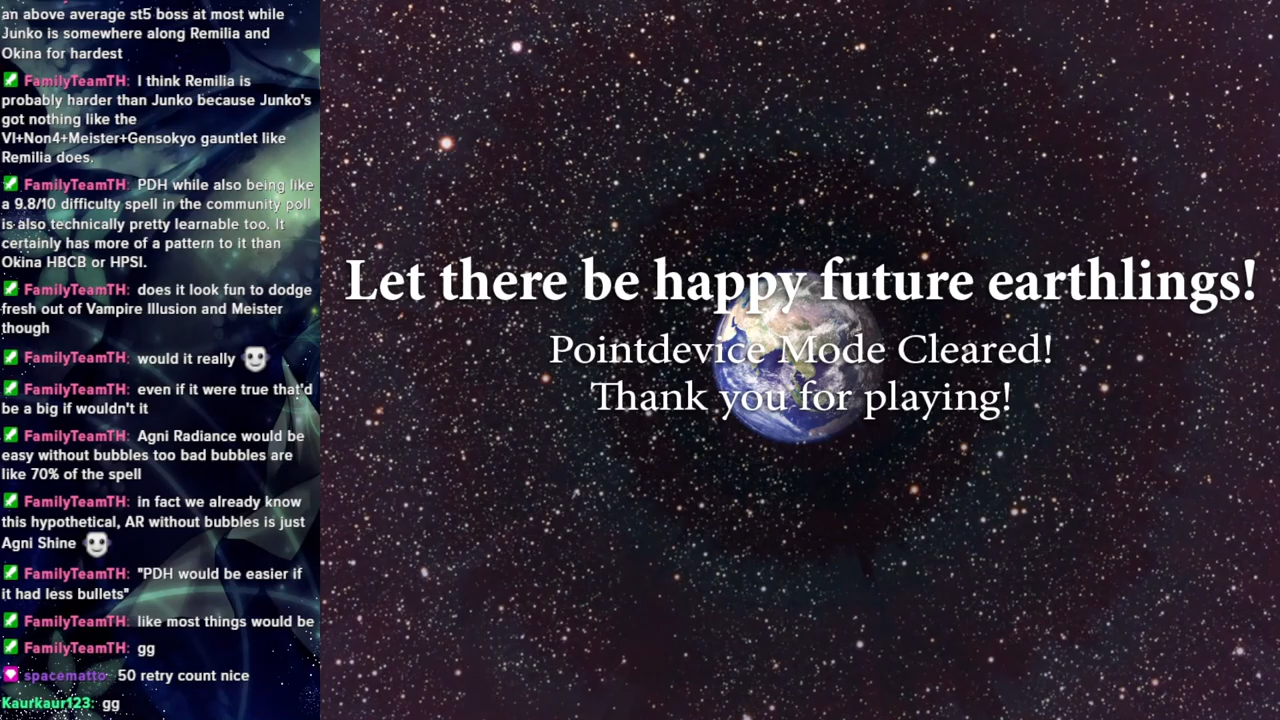 an above average st5 boss at most while
Junko is somewhere along Remilia and
Okina for hardest
FamilyTeamTH: I think Remilia is
probably harder than Junko because Junko's
got nothing like the
VI+Non4+Meister+Gensokyo gauntlet like
Remilia does.
FamilyTeamTH: PDH while also being like
a 9.8/10 difficulty spell in the community poll
is also technically pretty learnable too. It
certainly has more of a pattern to it than
Okina HBCB or HPSI.
FamilyTeamTH: does it look fun to dodge
fresh out of Vampire Illusion and Meister
though
FamilyTeamTH: would it really
FamilyTeamTH: even if it were true that'd
be a big if wouldn't it
FamilyTeamTH: Agni Radiance would be
easy without bubbles too bad bubbles are
like 70% of the spell
FamilyTeamTH: in fact we already know
this hypothetical, AR without bubbles is just
Agni Shine
FamilyTeamTH: "PDH would be easier if
it had less bullets"
FamilyTeamTH: like most things would be
FamilyTeamTH: gg
spacematto: 50 retry count nice
Kaurkaur123: gg
Let there be happy future earthlings!
Pointdevice Mode Cleared!
Thank you for playing!